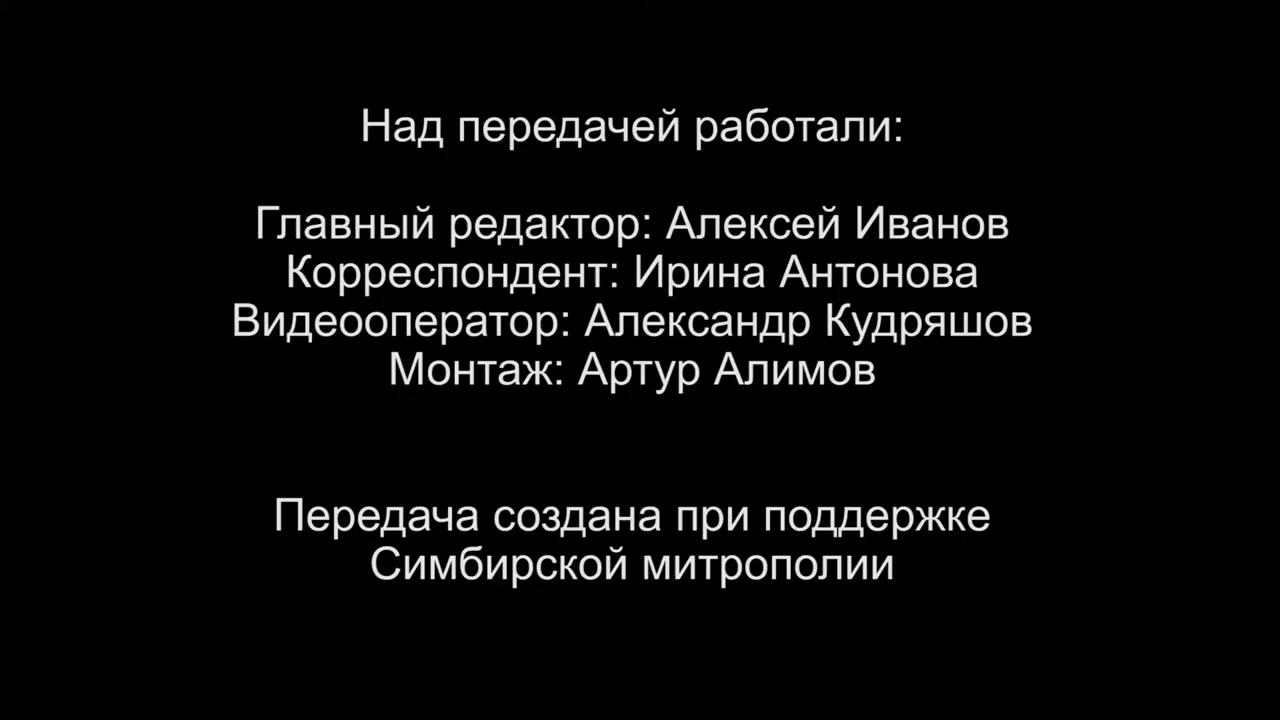 Над передачей работали:
Главный редактор: Алексей Иванов
Корреспондент: Ирина Антонова
Видеооператор: Александр Кудряшов
Монтаж: Артур Алимов
Передача создана при поддержке
Симбирской митрополии